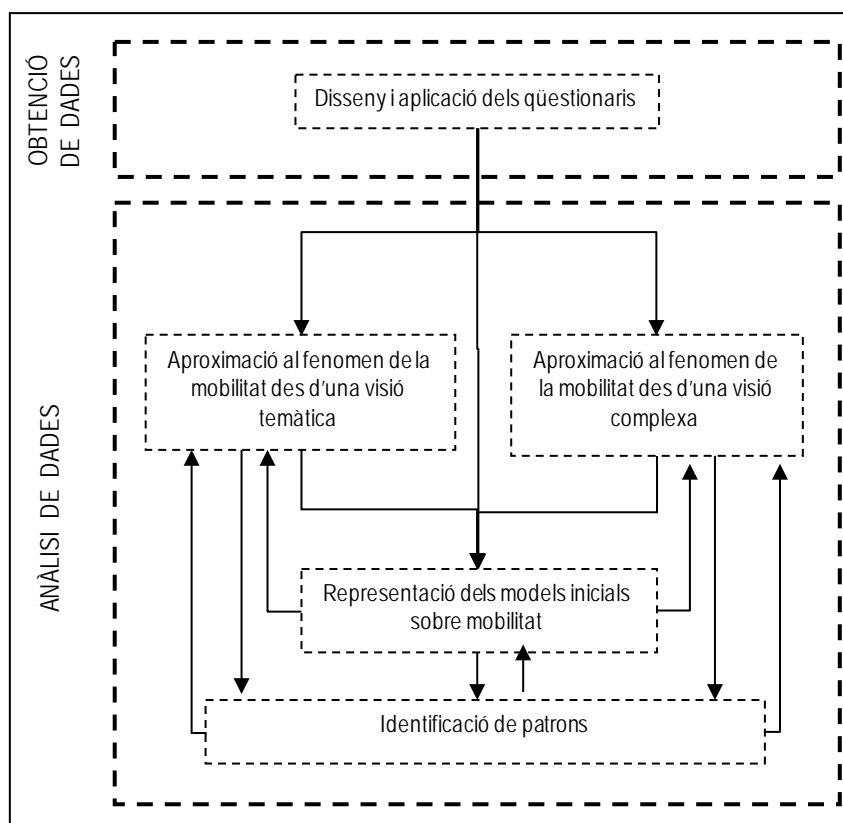 OBTENCIÓ
DE DADES
Disseny i aplicació dels qüestionaris
ANÀLISI DE DADES
Aproximació al fenomen de la
mobilitat des d'una visió
temàtica
Aproximació al fenomen de
la mobilitat des d'una visió
complexa
Representació dels models inicials
sobre mobilitat
Identificació de patrons